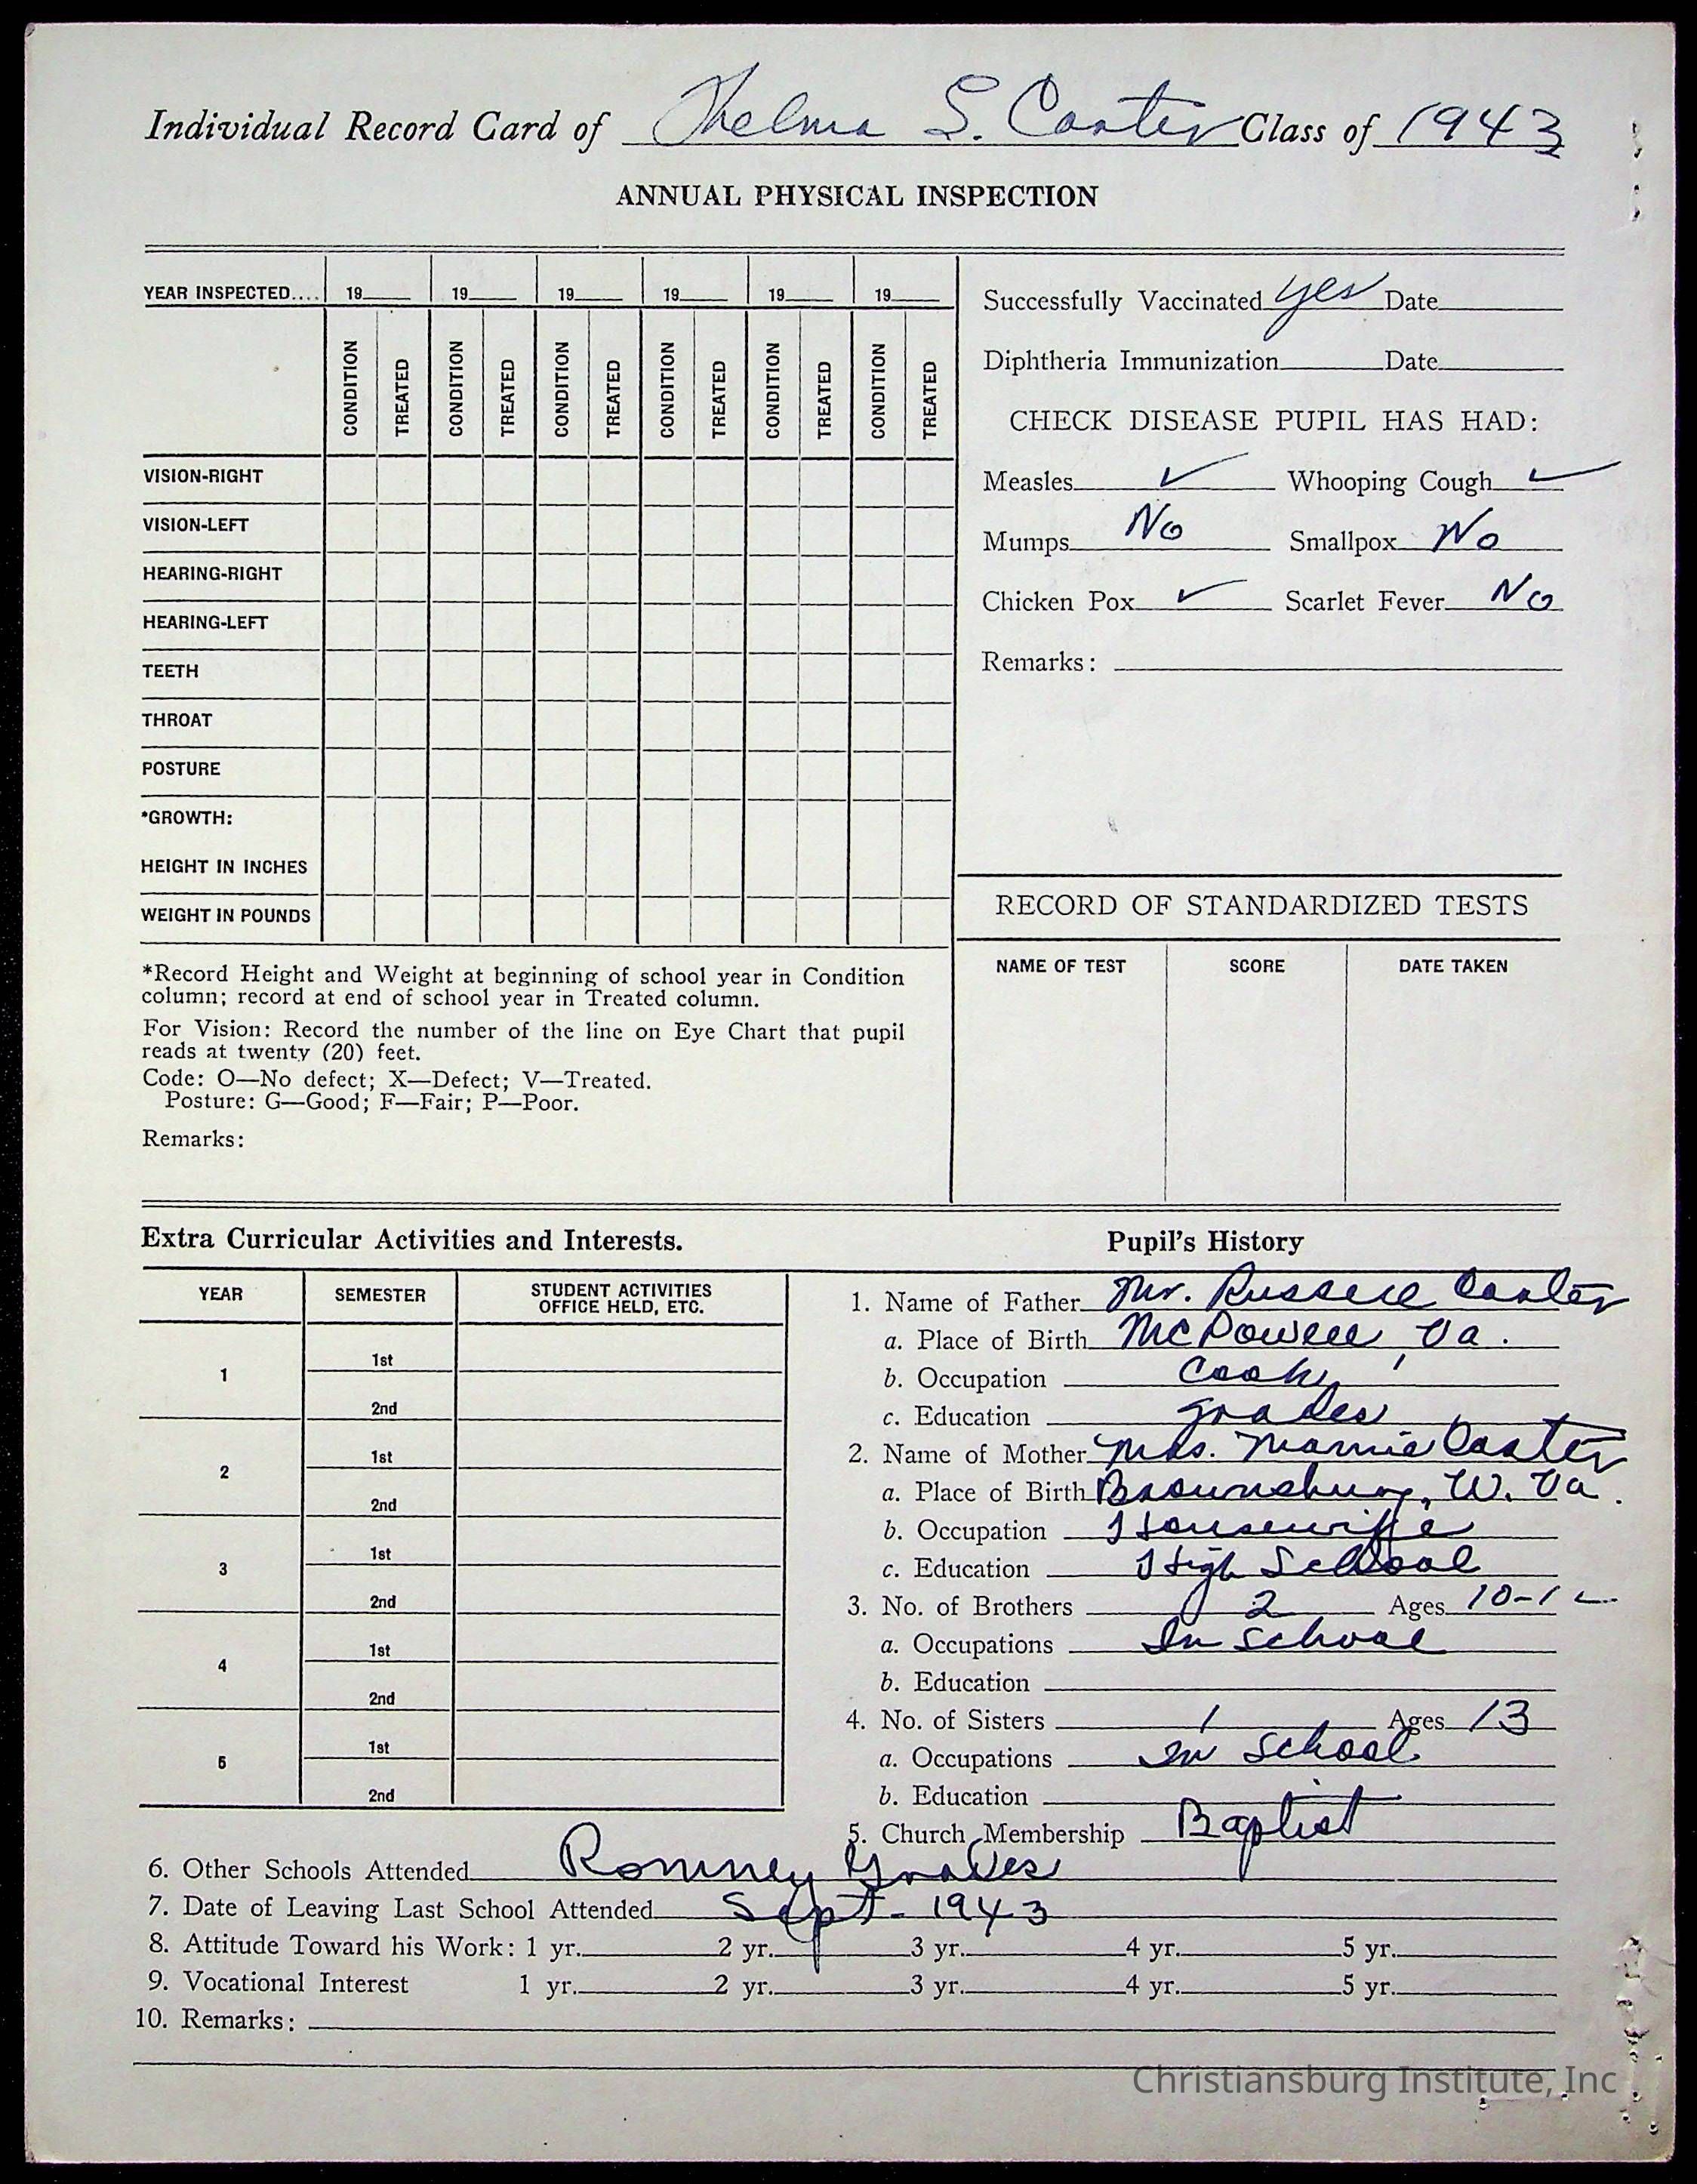 Individual Record Card of Thelma S. Carter Class of 1943
ANNUAL PHYSICAL INSPECTION
YEAR INSPECTED.... 19 19 19 19 19 19
CONDITION TREATED CONDITION TREATED CONDITION TREATED CONDITION TREATED CONDITION TREATED CONDITION TREATED
VISION-RIGHT
VISION-LEFT
HEARING-RIGHT
HEARING-LEFT
TEETH
THROAT
POSTURE
*GROWTH:
HEIGHT IN INCHES
WEIGHT IN POUNDS
*Record Height and Weight at beginning of school year in Condition
column; record at end of school year in Treated column.
For Vision: Record the number of the line on Eye Chart that pupil
reads at twenty (20) feet.
Code: O—No defect; X—Defect; V—Treated.
Posture: G—Good; F—Fair; P—Poor.
Remarks:
Successfully Vaccinated yes Date
Diphtheria Immunization Date
CHECK DISEASE PUPIL HAS HAD:
Measles ✓ Whooping Cough ✓
Mumps No Smallpox No
Chicken Pox ✓ Scarlet Fever No
Remarks:
RECORD OF STANDARDIZED TESTS
NAME OF TEST SCORE DATE TAKEN
Extra Curricular Activities and Interests.
YEAR SEMESTER STUDENT ACTIVITIES
OFFICE HELD, ETC.
1 1st
2nd
2 1st
2nd
3 1st
2nd
4 1st
2nd
5 1st
2nd
Pupil's History
1. Name of Father Mr. Russell Carter
a. Place of Birth McDowell, Va.
b. Occupation Cook
c. Education grades
2. Name of Mother Mrs. Mamie Carter
a. Place of Birth Brownsburg, W. Va.
b. Occupation Housewife
c. Education High School
3. No. of Brothers 2 Ages 10-12
a. Occupations In school
b. Education
4. No. of Sisters 1 Ages 13
a. Occupations In School
b. Education
5. Church Membership Baptist
6. Other Schools Attended Romney Grades
7. Date of Leaving Last School Attended Sept- 1943
8. Attitude Toward his Work: 1 yr. 2 yr. 3 yr. 4 yr. 5 yr.
9. Vocational Interest 1 yr. 2 yr. 3 yr. 4 yr. 5 yr.
10. Remarks:
Christiansburg Institute, Inc